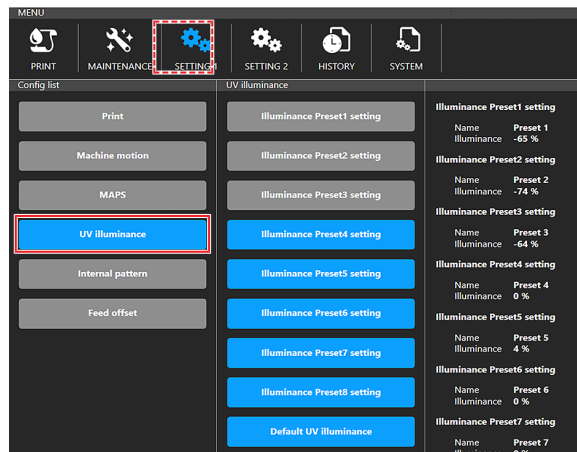 MENU
PRINT
MAINTENANCE
SETTING 1
SETTING 2
HISTORY
SYSTEM
Config list
Print
Machine motion
MAPS
UV illuminance
Internal pattern
Feed offset
UV illuminance
Illuminance Preset1 setting
Illuminance Preset2 setting
Illuminance Preset3 setting
Illuminance Preset4 setting
Illuminance Preset5 setting
Illuminance Preset6 setting
Illuminance Preset7 setting
Illuminance Preset8 setting
Default UV illuminance
Illuminance Preset1 setting
Name Preset 1
Illuminance -65 %
Illuminance Preset2 setting
Name Preset 2
Illuminance -74 %
Illuminance Preset3 setting
Name Preset 3
Illuminance -64 %
Illuminance Preset4 setting
Name Preset 4
Illuminance 0 %
Illuminance Preset5 setting
Name Preset 5
Illuminance 4 %
Illuminance Preset6 setting
Name Preset 6
Illuminance 0 %
Illuminance Preset7 setting
Name Preset 7